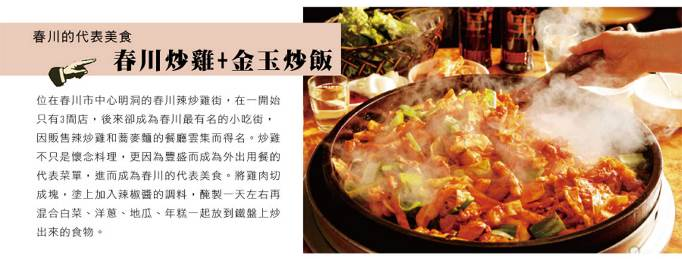 春川的代表美食
春川炒雞+金玉炒飯
位在春川市中心明洞的春川辣炒雞街，在一開始
只有3間店，後來卻成為春川最有名的小吃街，
因販售辣炒雞和蕎麥麵的餐廳雲集而得名。炒雞
不只是懷念料理，更因為豐盛而成為外出用餐的
代表菜單，進而成為春川的代表美食。將雞肉切
成塊，塗上加入辣椒醬的調料，醃製一天左右再
混合白菜、洋蔥、地瓜、年糕一起放到鐵盤上炒
出來的食物。